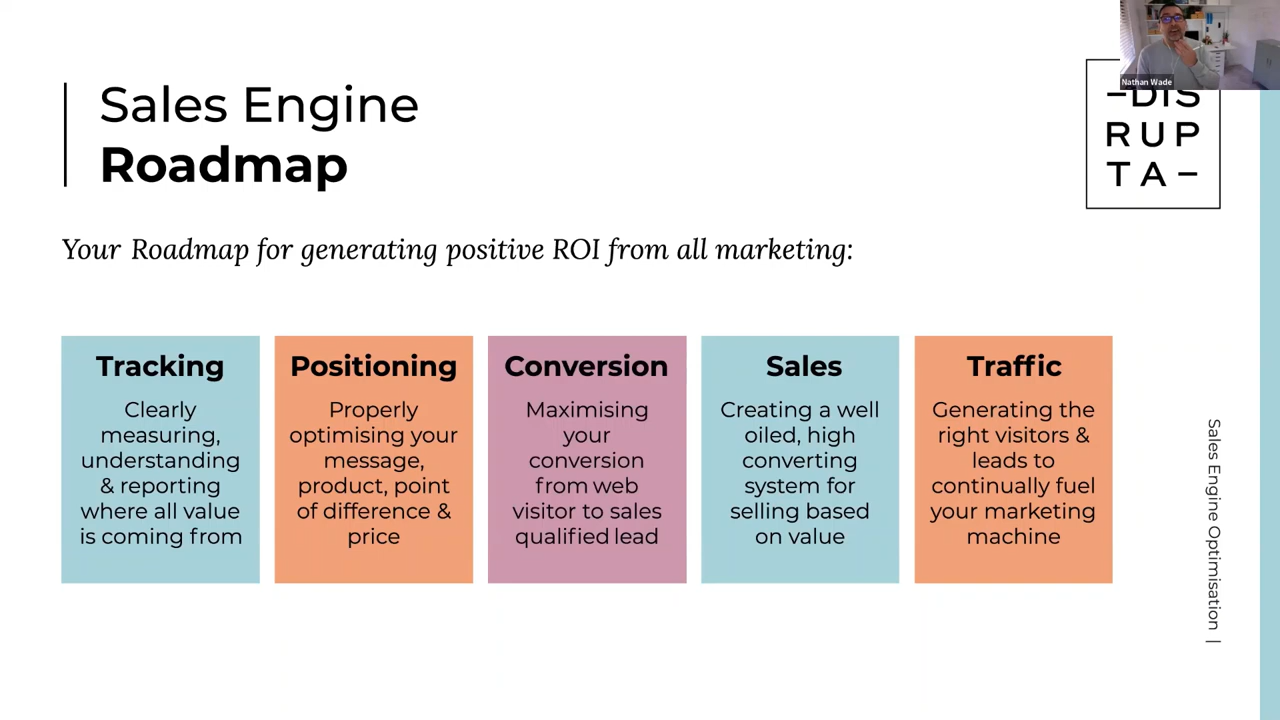 Nathan Wade
Sales Engine
Roadmap
–DIS
RUPT
TA–
Your Roadmap for generating positive ROI from all marketing:
Tracking
Clearly
measuring,
understanding
& reporting
where all value
is coming from
Positioning
Properly
optimising your
message,
product, point
of difference &
price
Conversion
Maximising
your
conversion
from web
visitor to sales
qualified lead
Sales
Creating a well
oiled, high
converting
system for
selling based
on value
Traffic
Generating the
right visitors &
leads to
continually fuel
your marketing
machine
Sales Engine Optimisation |